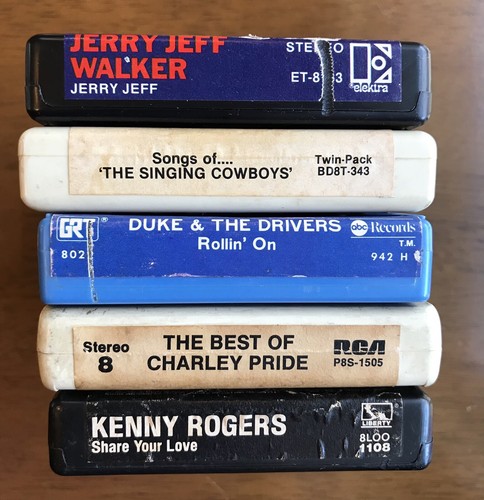 JERRY JEFF
WALKER
JERRY JEFF
STEREO
elektra
Songs of....
'THE SINGING COWBOYS'
Twin-Pack
BD8T-343
GRT®
802
DUKE & THE DRIVERS
Rollin' On
abc Records
T.M.
942 H
Stereo
8
THE BEST OF
CHARLEY PRIDE
RCA
P8S-1505
KENNY ROGERS
Share Your Love
LIBERTY
8LOO
1108